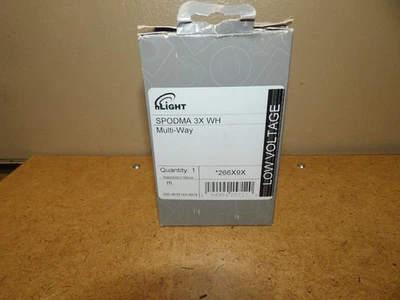 nLIGHT
SPODMA 3X WH
Multi-Way
Quantity: 1
*266X9X
LOW VOLTAGE